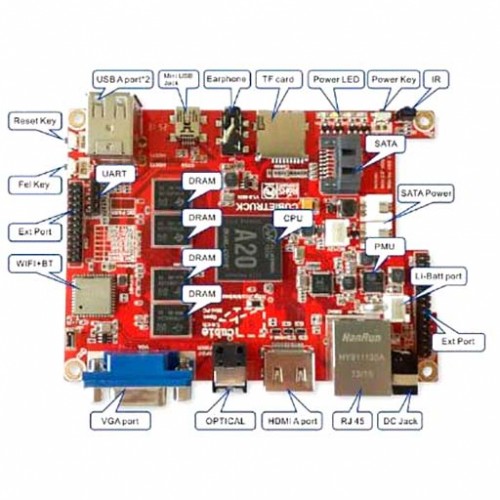 USB A port*2
Mini USB
Jack
Earphone
TF card
Power LED
Power Key
IR
Reset Key
SATA
Fel Key
UART
DRAM
SATA Power
DRAM
CUBIETRUCK
CPU
Ext Port
A20
PMU
WIFI+BT
DRAM
Li-Batt port
DRAM
Ext Port
HanRun
VGA port
OPTICAL
HDMI A port
RJ 45
DC Jack